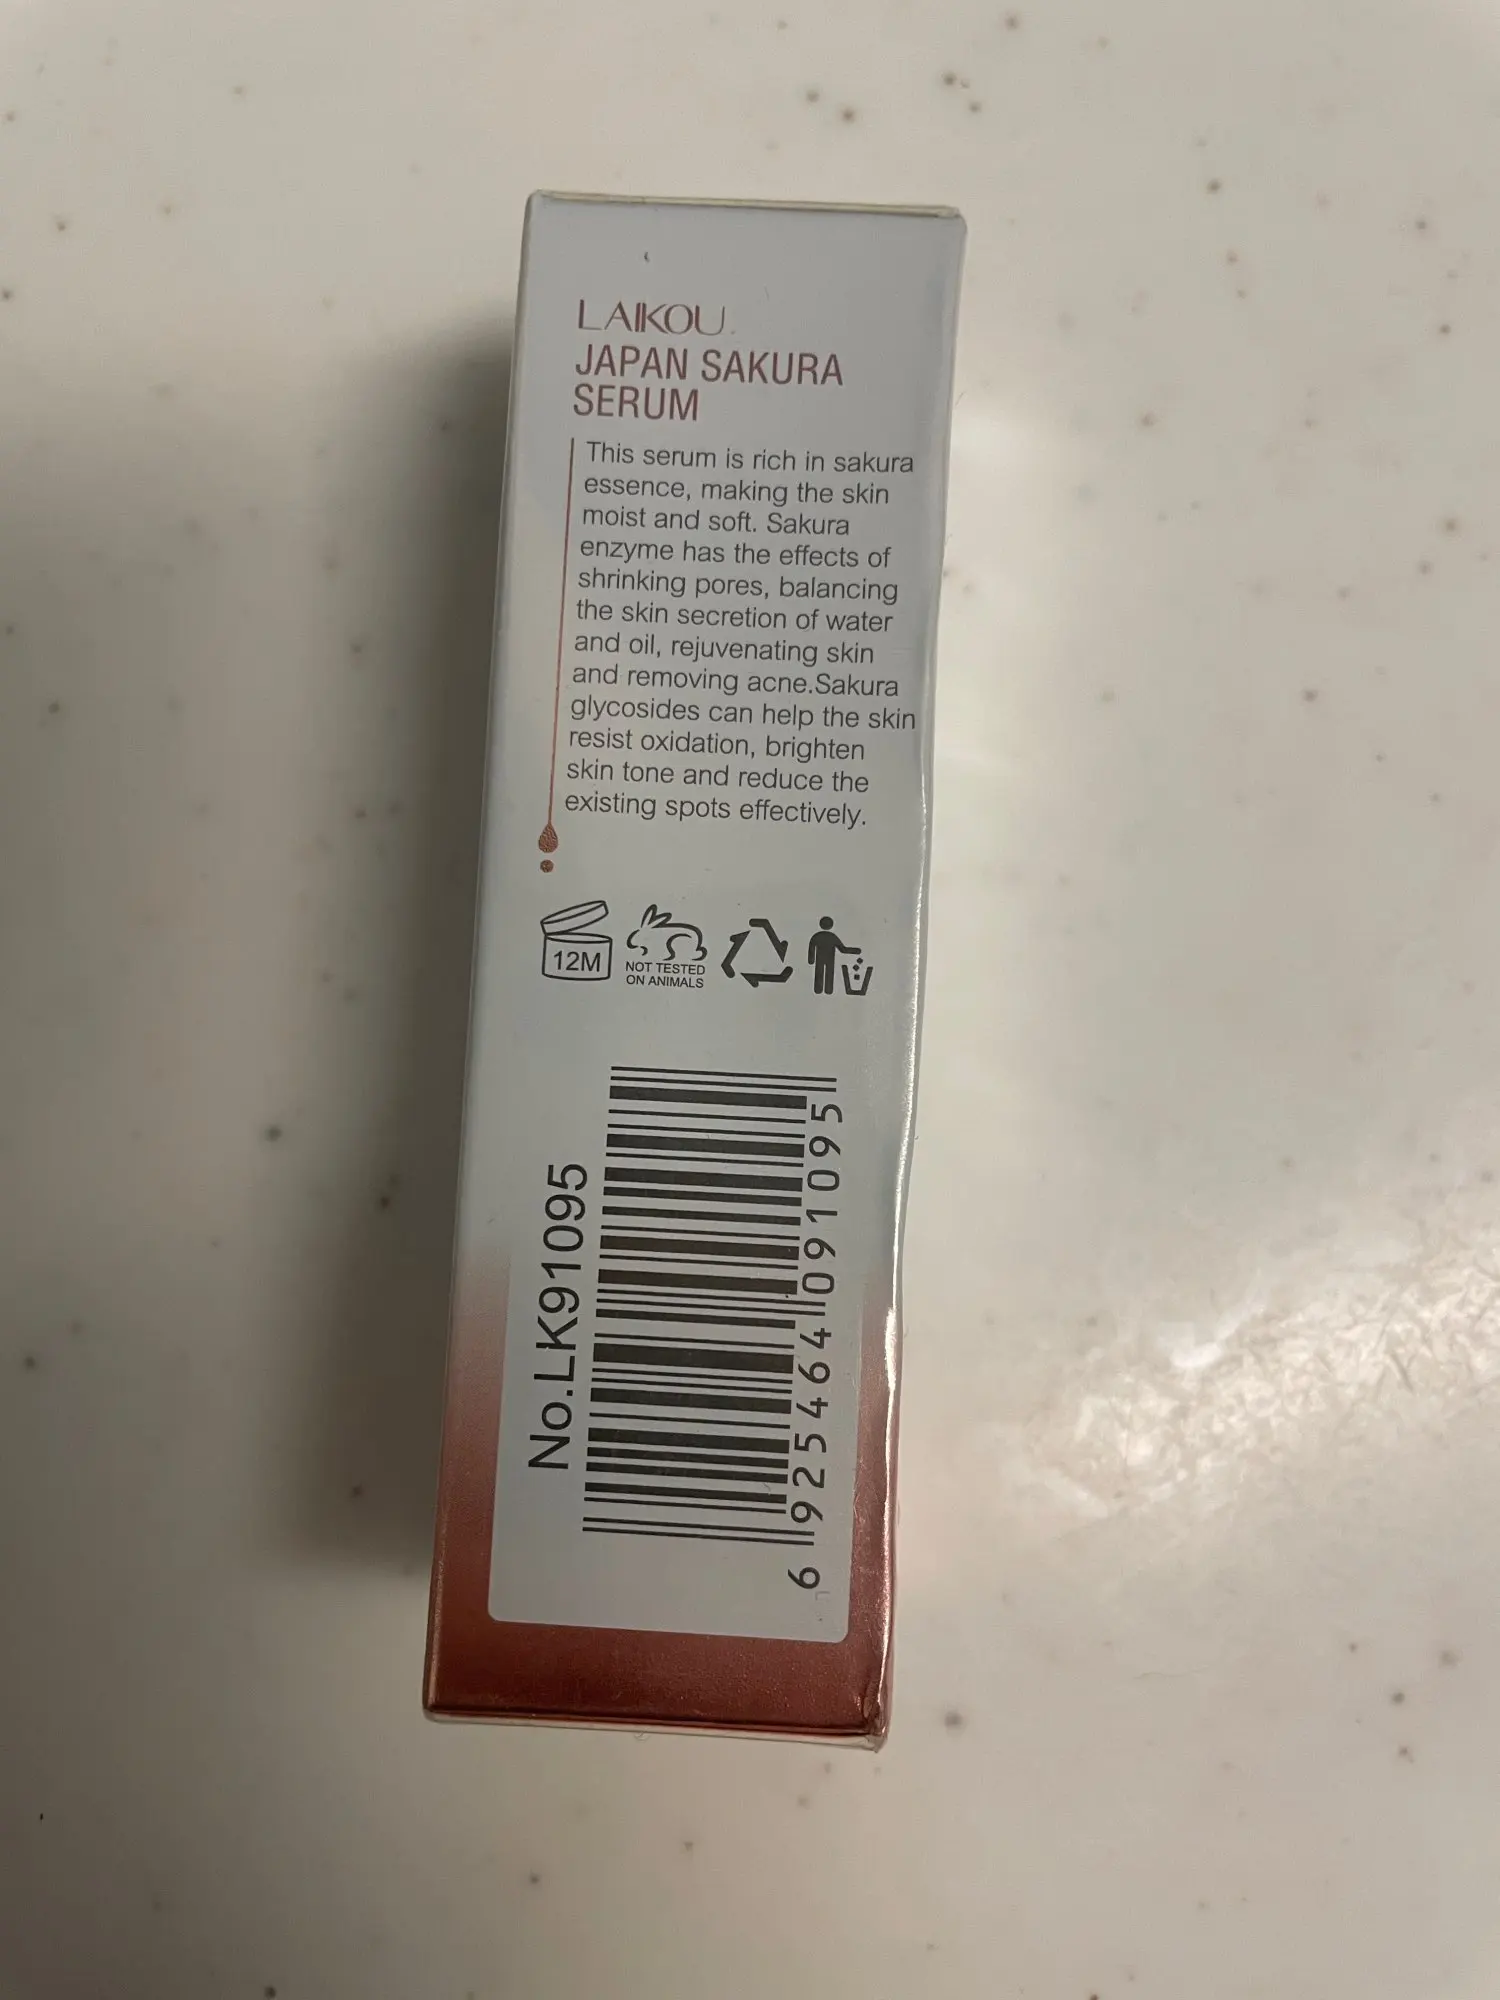 LAIKOU
JAPAN SAKURA
SERUM
This serum is rich in sakura
essence, making the skin
moist and soft. Sakura
enzyme has the effects of
shrinking pores, balancing
the skin secretion of water
and oil, rejuvenating skin
and removing acne.Sakura
glycosides can help the skin
resist oxidation, brighten
skin tone and reduce the
existing spots effectively.
12M
NOT TESTED
ON ANIMALS
No.LK91095
6 925464 091095